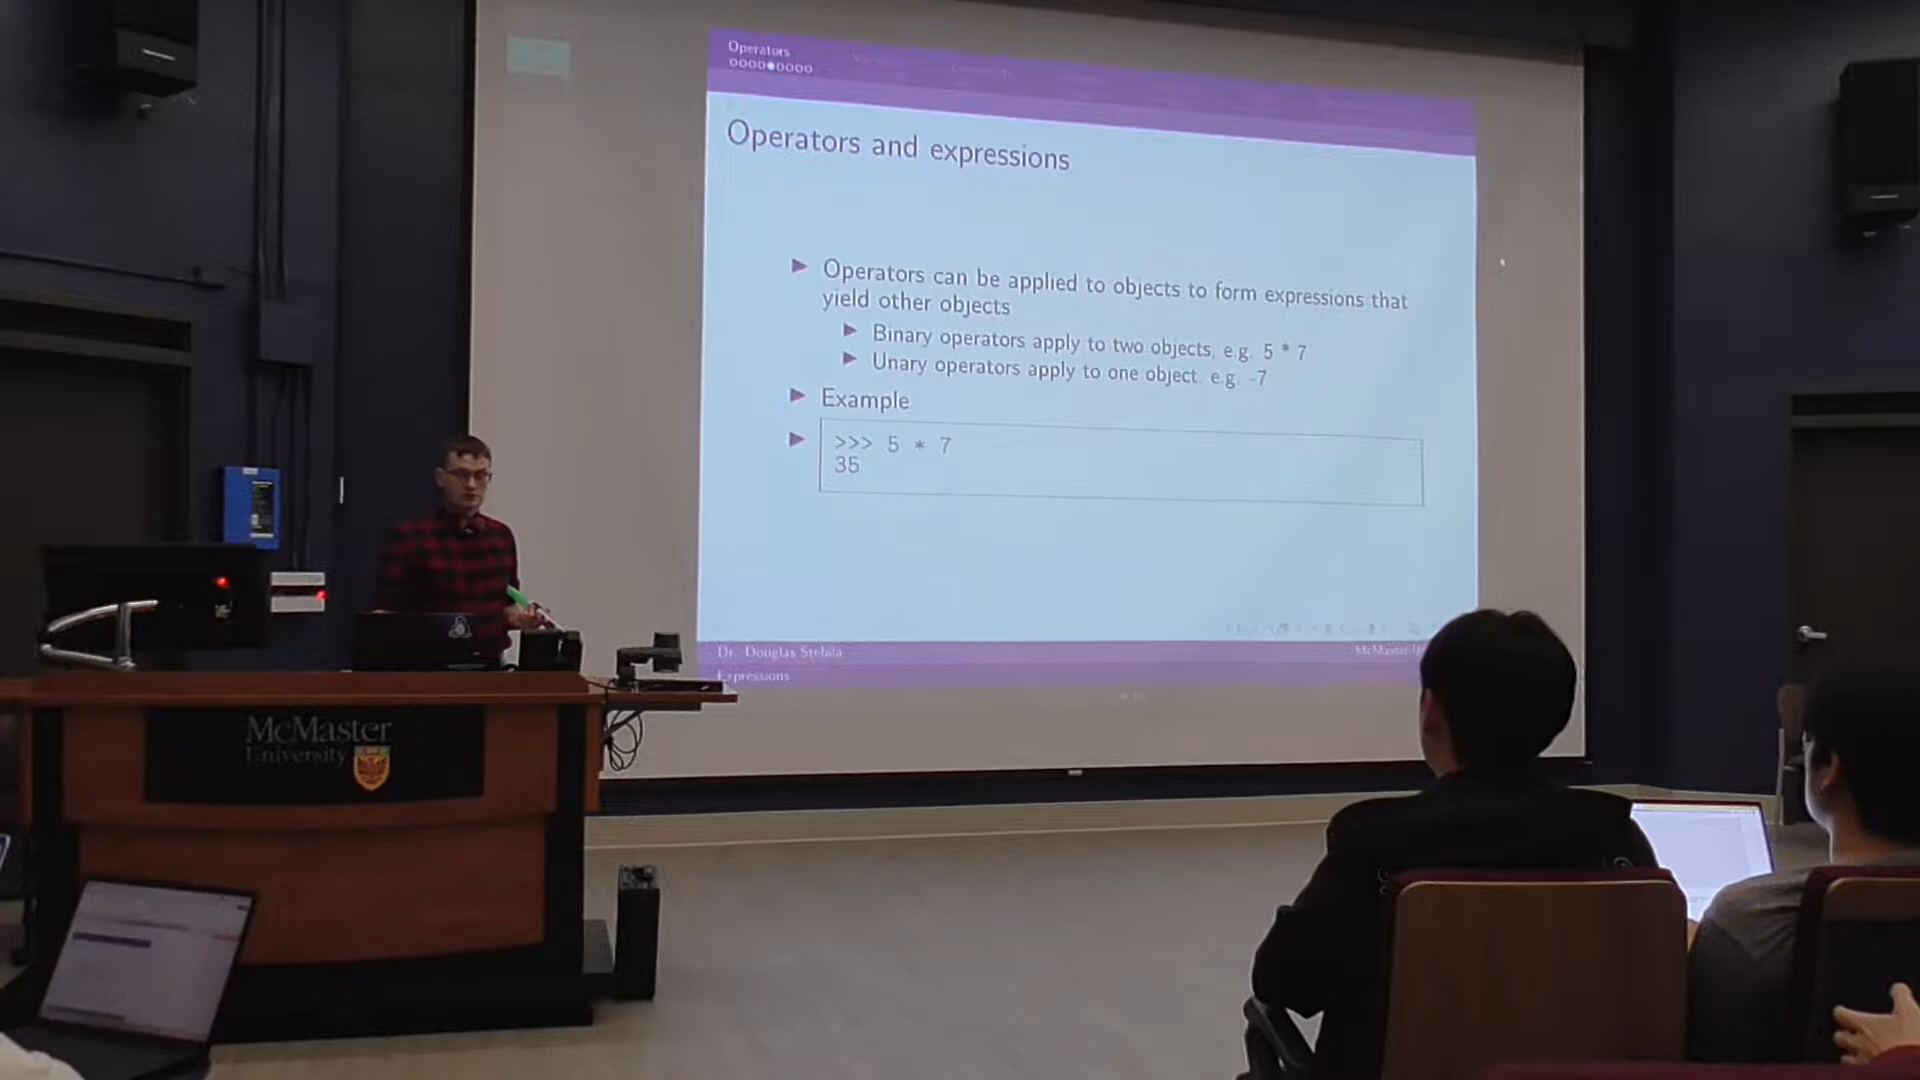 Operators
Operators and expressions
Operators can be applied to objects to form expressions that
yield other objects
Binary operators apply to two objects, e.g. 5 * 7
Unary operators apply to one object. e.g. -7
Example
>>> 5 * 7
35
Dr. Douglas Stebila
McMaster
Expressions
McMaster
University